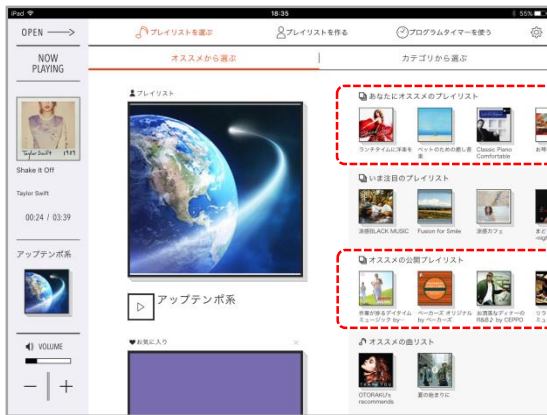 iPad
18:35
55%
OPEN
プレイリストを選ぶ
プレイリストを作る
プログラムタイマーを使う
NOW
PLAYING
オススメから選ぶ
カテゴリから選ぶ
Taylor Swift 1989
Shake It Off
Taylor Swift
00:24 / 03:39
アップテンポ系
VOLUME
プレイリスト
アップテンポ系
お気に入り
あなたにオススメのプレイリスト
ランチタイムに洋楽を
ペットのための癒し音
楽
Classic Piano
Comfortable
いま注目のプレイリスト
涼感BLACK MUSIC
Fusion for Smile
涼感カフェ
オススメの公開プレイリスト
作業が捗るデイタイム
ミュージック by…
ベーカーズ オリジナル
by ベーカーズ
お洒落なディナーの
R&B♪ by CEPPO
オススメの曲リスト
OTORAKU's
recommends
夏の始まりに